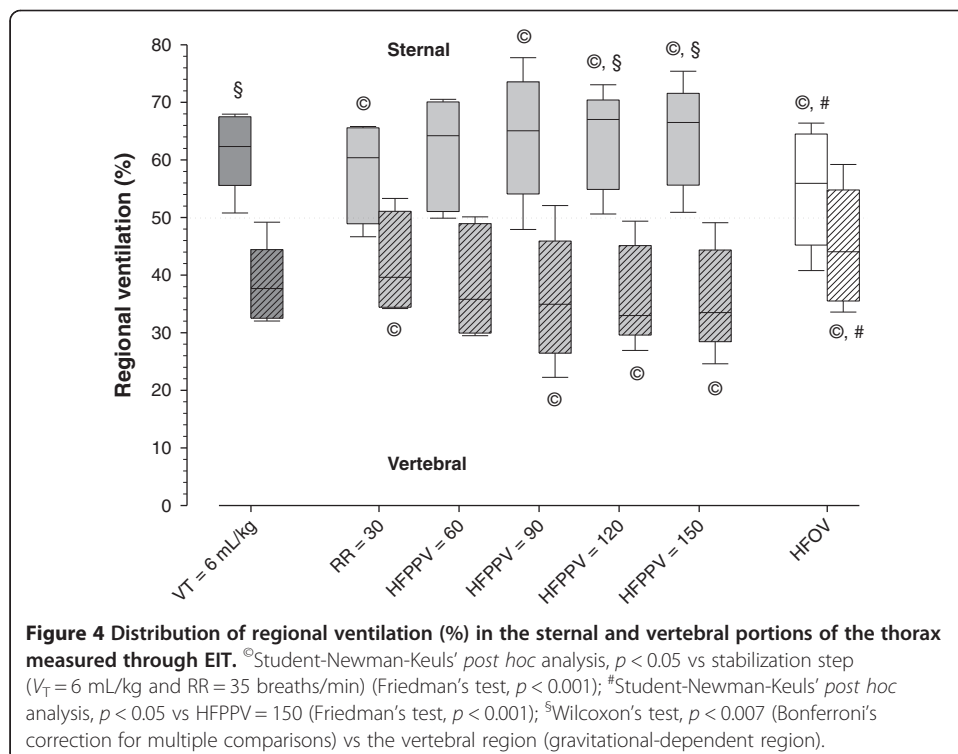 80
70
60
50
40
30
20
10
0
Regional ventilation (%)
Sternal
Vertebral
§
©
©
©, §
©, §
©, #
©
©
©
©
©, #
VT = 6 mL/kg
RR = 30
HFPPV = 60
HFPPV = 90
HFPPV = 120
HFPPV = 150
HFOV
Figure 4 Distribution of regional ventilation (%) in the sternal and vertebral portions of the thorax
measured through EIT. ©Student-Newman-Keuls' post hoc analysis, p < 0.05 vs stabilization step
(VT = 6 mL/kg and RR = 35 breaths/min) (Friedman's test, p < 0.001); #Student-Newman-Keuls' post hoc
analysis, p < 0.05 vs HFPPV = 150 (Friedman's test, p < 0.001); §Wilcoxon's test, p < 0.007 (Bonferroni's
correction for multiple comparisons) vs the vertebral region (gravitational-dependent region).